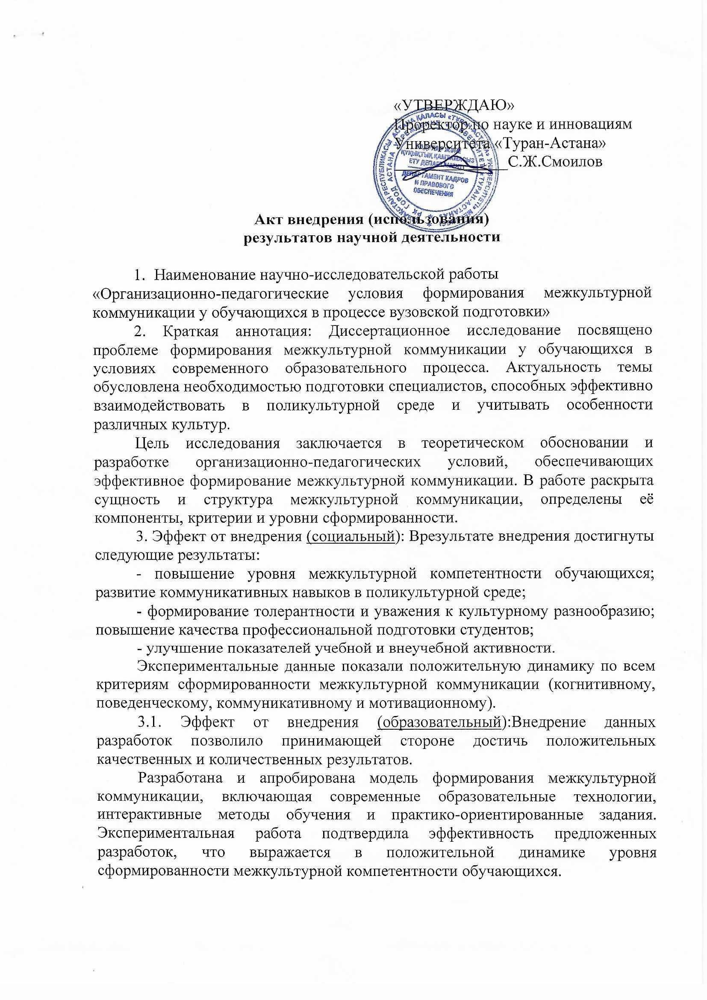 «УТВЕРЖДАЮ»
Проректор по науке и инновациям
Университета «Туран-Астана»
С.Ж.Смоилов
ҚҰҚЫҚТЫҚ ҚАМТАМАСЫЗ
ЕТУ ДЕПАРТАМЕНТІ
ДЕПАРТАМЕНТ КАДРОВ
И ПРАВОВОГО
ОБЕСПЕЧЕНИЯ
Акт внедрения (использования)
результатов научной деятельности
1. Наименование научно-исследовательской работы
«Организационно-педагогические условия формирования межкультурной
коммуникации у обучающихся в процессе вузовской подготовки»
2. Краткая аннотация: Диссертационное исследование посвящено
проблеме формирования межкультурной коммуникации у обучающихся в
условиях современного образовательного процесса. Актуальность темы
обусловлена необходимостью подготовки специалистов, способных эффективно
взаимодействовать в поликультурной среде и учитывать особенности
различных культур.
Цель исследования заключается в теоретическом обосновании и
разработке организационно-педагогических условий, обеспечивающих
эффективное формирование межкультурной коммуникации. В работе раскрыта
сущность и структура межкультурной коммуникации, определены её
компоненты, критерии и уровни сформированности.
3. Эффект от внедрения (социальный): Врезультате внедрения достигнуты
следующие результаты:
- повышение уровня межкультурной компетентности обучающихся;
развитие коммуникативных навыков в поликультурной среде;
- формирование толерантности и уважения к культурному разнообразию;
повышение качества профессиональной подготовки студентов;
- улучшение показателей учебной и внеучебной активности.
Экспериментальные данные показали положительную динамику по всем
критериям сформированности межкультурной коммуникации (когнитивному,
поведенческому, коммуникативному и мотивационному).
3.1. Эффект от внедрения (образовательный):Внедрение данных
разработок позволило принимающей стороне достичь положительных
качественных и количественных результатов.
Разработана и апробирована модель формирования межкультурной
коммуникации, включающая современные образовательные технологии,
интерактивные методы обучения и практико-ориентированные задания.
Экспериментальная работа подтвердила эффективность предложенных
разработок, что выражается в положительной динамике уровня
сформированности межкультурной компетентности обучающихся.